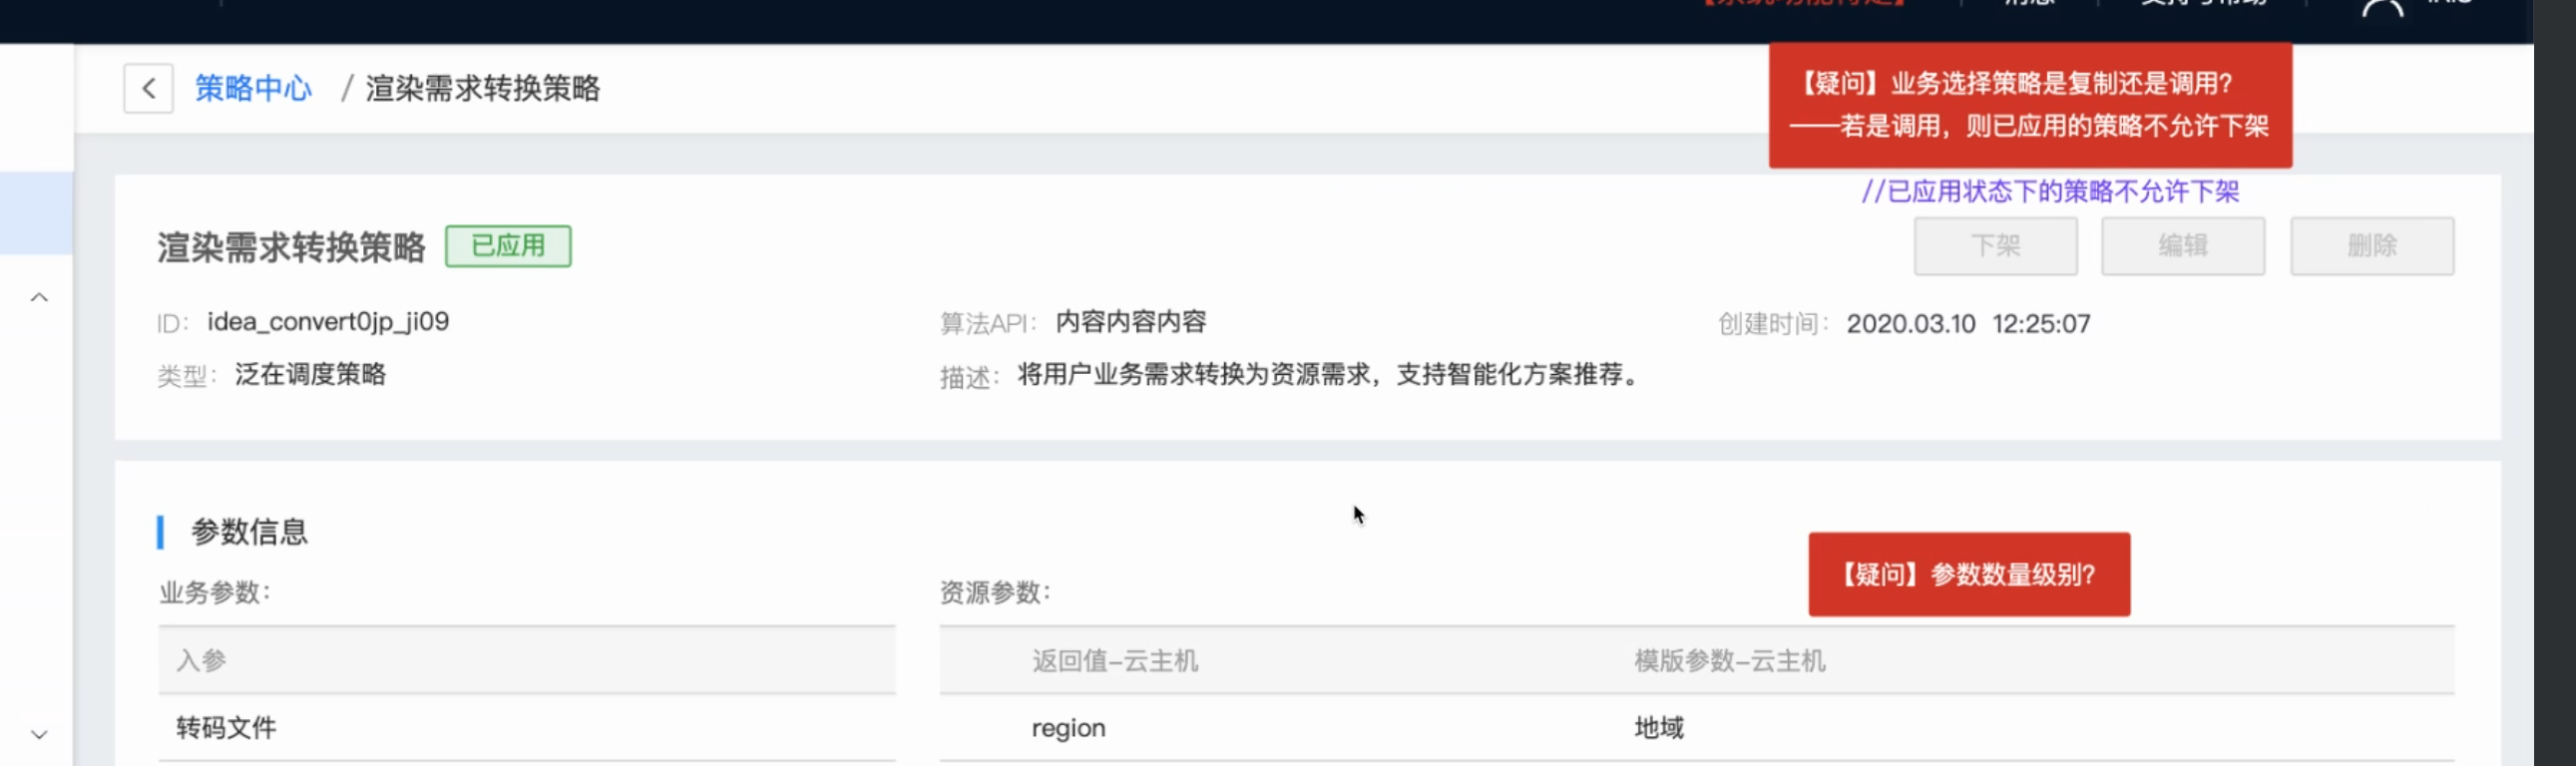 策略中心 / 渲染需求转换策略
【疑问】业务选择策略是复制还是调用？
——若是调用，则已应用的策略不允许下架
//已应用状态下的策略不允许下架
渲染需求转换策略 已应用
下架 编辑 删除
ID： idea_convert0jp_ji09
算法API： 内容内容内容
创建时间： 2020.03.10 12:25:07
类型： 泛在调度策略
描述： 将用户业务需求转换为资源需求，支持智能化方案推荐。
参数信息
【疑问】参数数量级别？
业务参数：
资源参数：
入参
返回值-云主机 模版参数-云主机
转码文件
region 地域